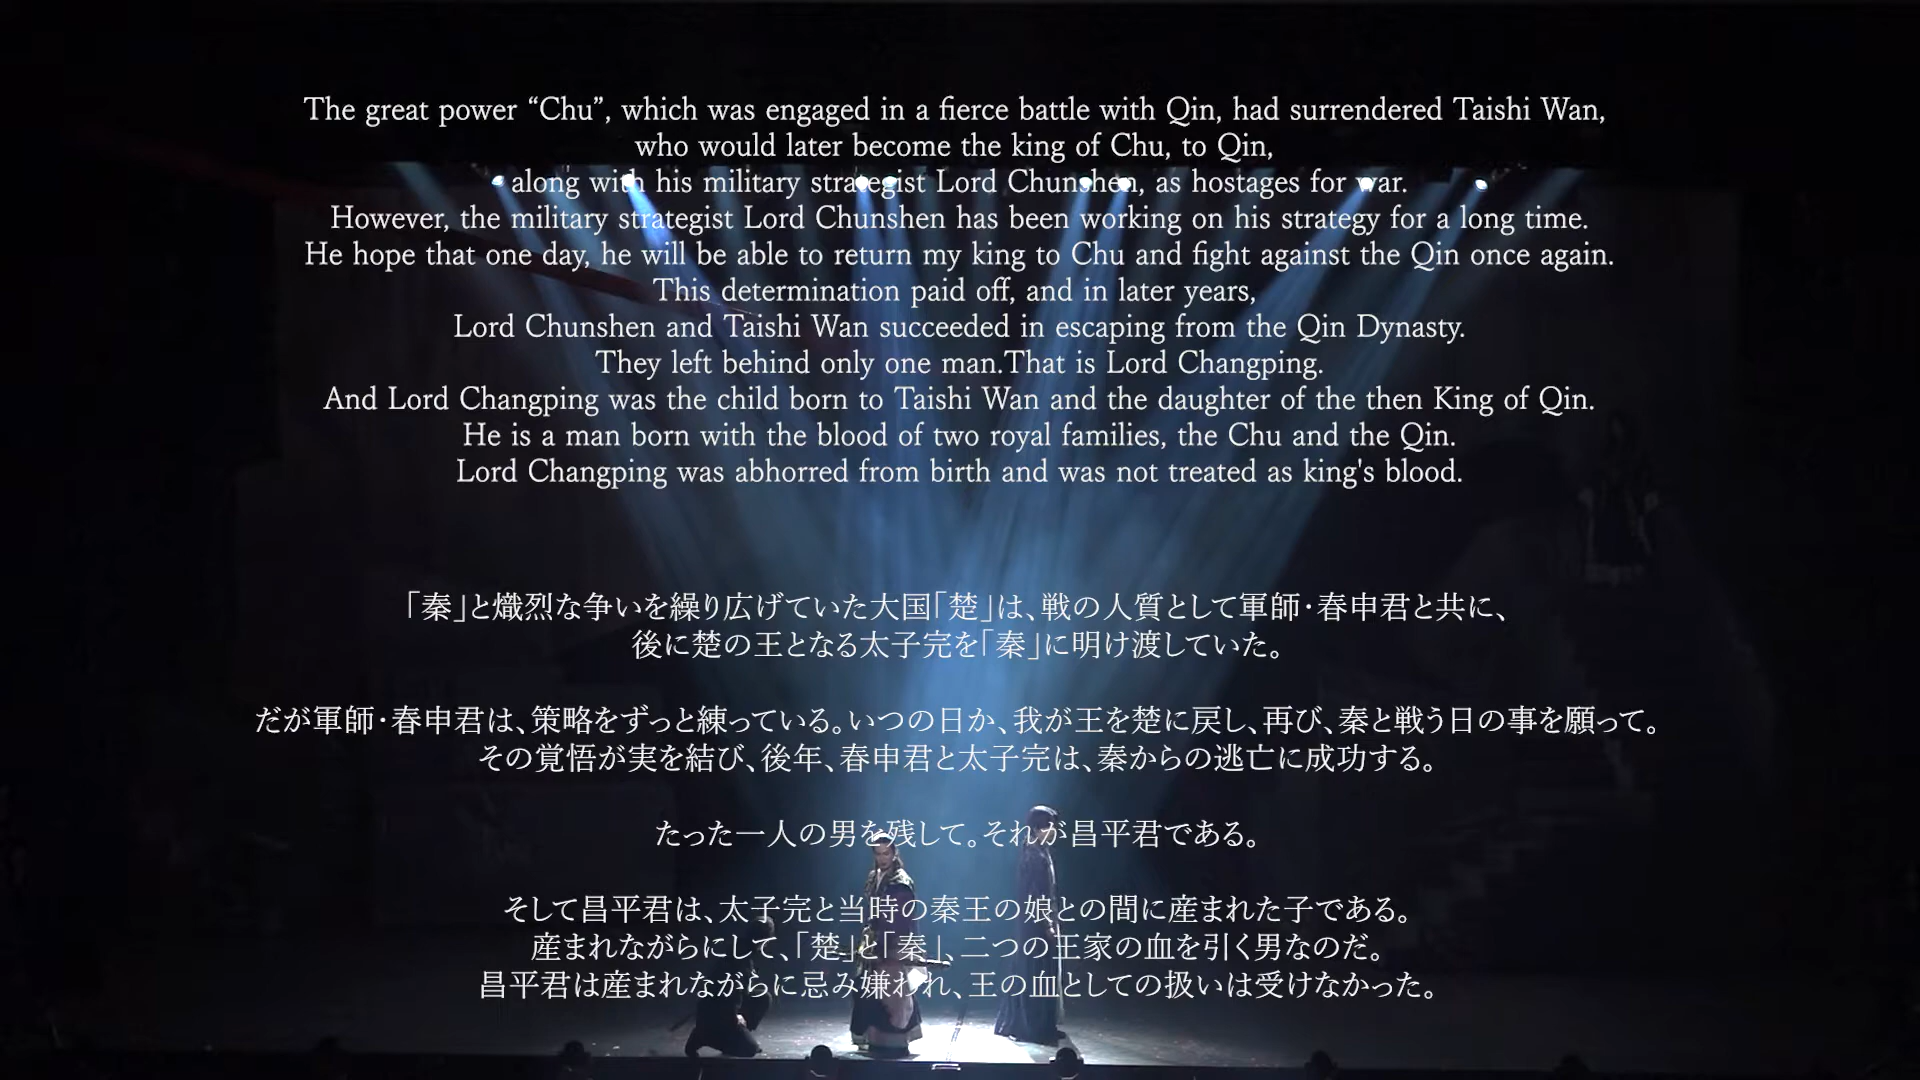 The great power “Chu”, which was engaged in a fierce battle with Qin, had surrendered Taishi Wan,
who would later become the king of Chu, to Qin,
along with his military strategist Lord Chunshen, as hostages for war.
However, the military strategist Lord Chunshen has been working on his strategy for a long time.
He hope that one day, he will be able to return my king to Chu and fight against the Qin once again.
This determination paid off, and in later years,
Lord Chunshen and Taishi Wan succeeded in escaping from the Qin Dynasty.
They left behind only one man.That is Lord Changping.
And Lord Changping was the child born to Taishi Wan and the daughter of the then King of Qin.
He is a man born with the blood of two royal families, the Chu and the Qin.
Lord Changping was abhorred from birth and was not treated as king's blood.
「秦」と熾烈な争いを繰り広げていた大国「楚」は、戦の人質として軍師・春申君と共に、
後に楚の王となる太子完を「秦」に明け渡していた。
だが軍師・春申君は、策略をずっと練っている。いつの日か、我が王を楚に戻し、再び、秦と戦う日の事を願って。
その覚悟が実を結び、後年、春申君と太子完は、秦からの逃亡に成功する。
たった一人の男を残して。それが昌平君である。
そして昌平君は、太子完と当時の秦王の娘との間に産まれた子である。
産まれながらにして、「楚」と「秦」、二つの王家の血を引く男なのだ。
昌平君は産まれながらに忌み嫌われ、王の血としての扱いは受けなかった。